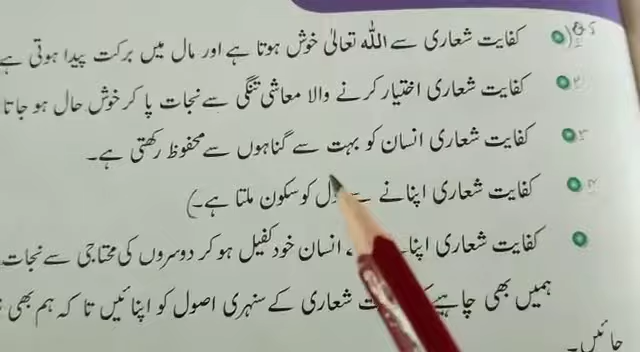 کفایت شعاری سے اللّٰہ تعالیٰ خوش ہوتا ہے اور مال میں برکت پیدا ہوتی ہے
کفایت شعاری اختیار کرنے والا معاشی تنگی سے نجات پا کر خوش حال ہو جاتا
کفایت شعاری انسان کو بہت سے گناہوں سے محفوظ رکھتی ہے۔
کفایت شعاری اپنانے سے دل کو سکون ملتا ہے۔)
کفایت شعاری انسان خود کفیل ہو کر دوسروں کی محتاجی سے نجات
ہمیں بھی چاہیے شعاری کے سنہری اصول کو اپنائیں تا کہ ہم بھی
جائیں۔